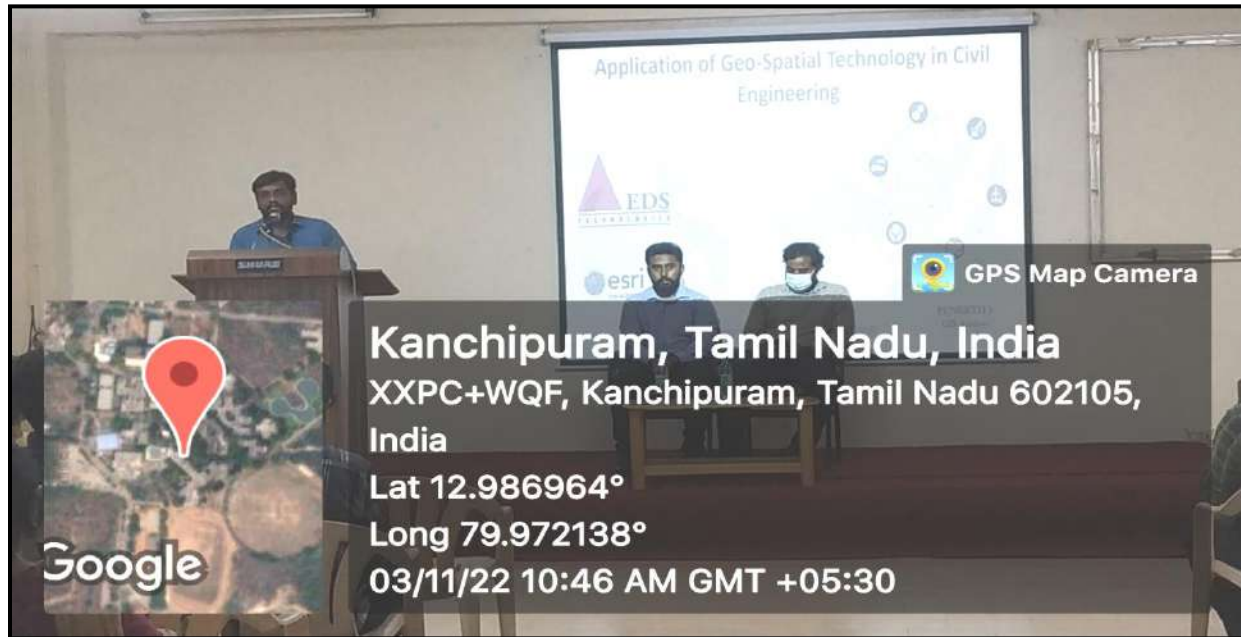 Application of Geo-Spatial Technology in Civil
Engineering
EDS
TECHNOLOGIES
esri
SHURE
GPS Map Camera
Kanchipuram, Tamil Nadu, India
XXPC+WQF, Kanchipuram, Tamil Nadu 602105,
India
Lat 12.986964°
Long 79.972138°
03/11/22 10:46 AM GMT +05:30
Google